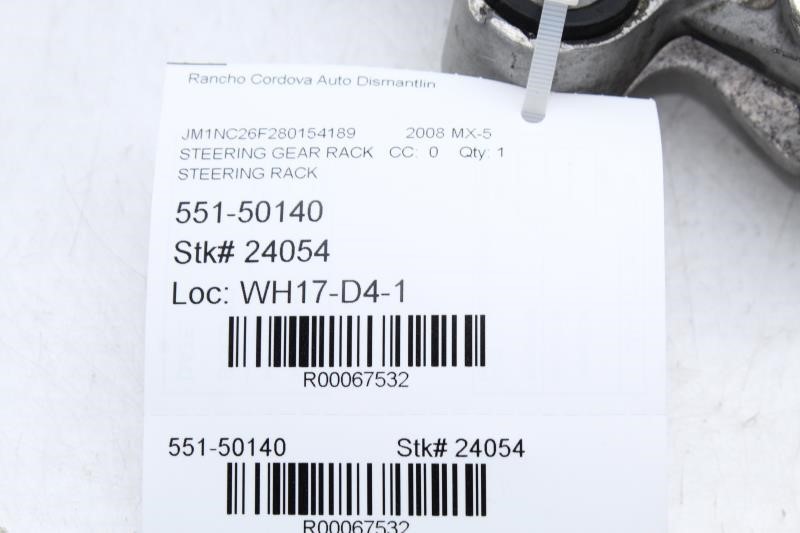 Rancho Cordova Auto Dismantlin
JM1NC26F280154189 2008 MX-5
STEERING GEAR RACK CC: 0 Qty: 1
STEERING RACK
551-50140
Stk# 24054
Loc: WH17-D4-1
R00067532
551-50140 Stk# 24054
R00067532